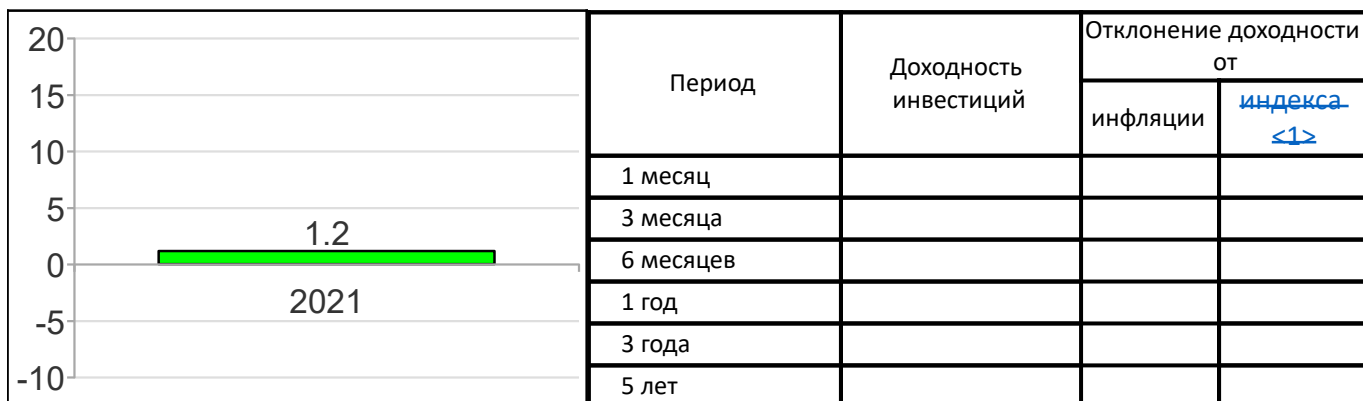 20
15
10
5
0
-5
-10
1.2
2021
Период
Доходность
инвестиций
Отклонение доходности
от
инфляции
индекса
<1>
1 месяц
3 месяца
6 месяцев
1 год
3 года
5 лет